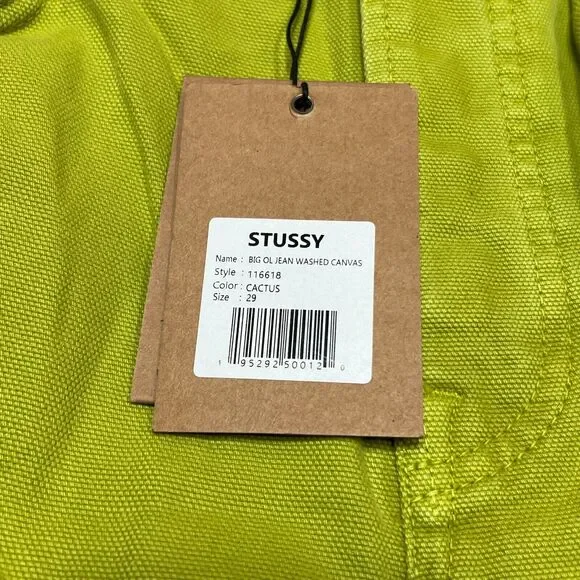 STUSSY
Name : BIG OL JEAN WASHED CANVAS
Style : 116618
Color : CACTUS
Size : 29
1 95292 50012 0